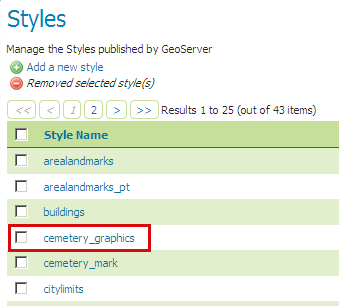 Styles
Manage the Styles published by GeoServer
Add a new style
Removed selected style(s)
<< < 1 2 > >> Results 1 to 25 (out of 43 items)
Style Name
arealandmarks
arealandmarks_pt
buildings
cemetery_graphics
cemetery_mark
citylimits